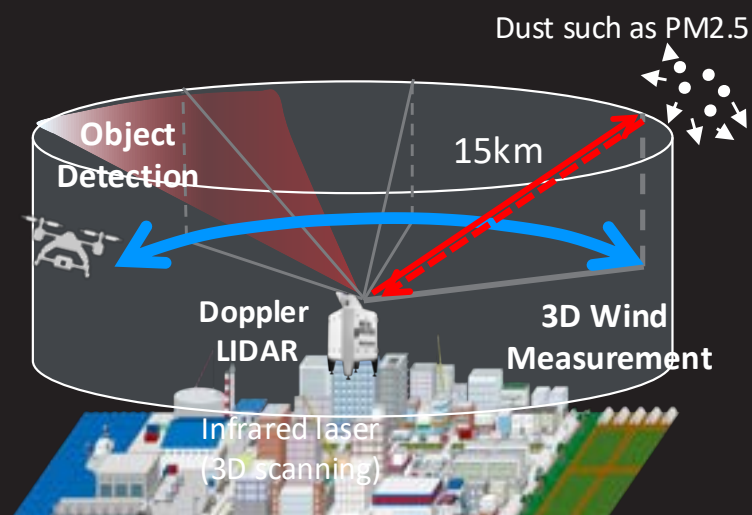 Dust such as PM2.5
Object
Detection
15km
Doppler
LIDAR
3D Wind
Measurement
Infrared laser
(3D scanning)